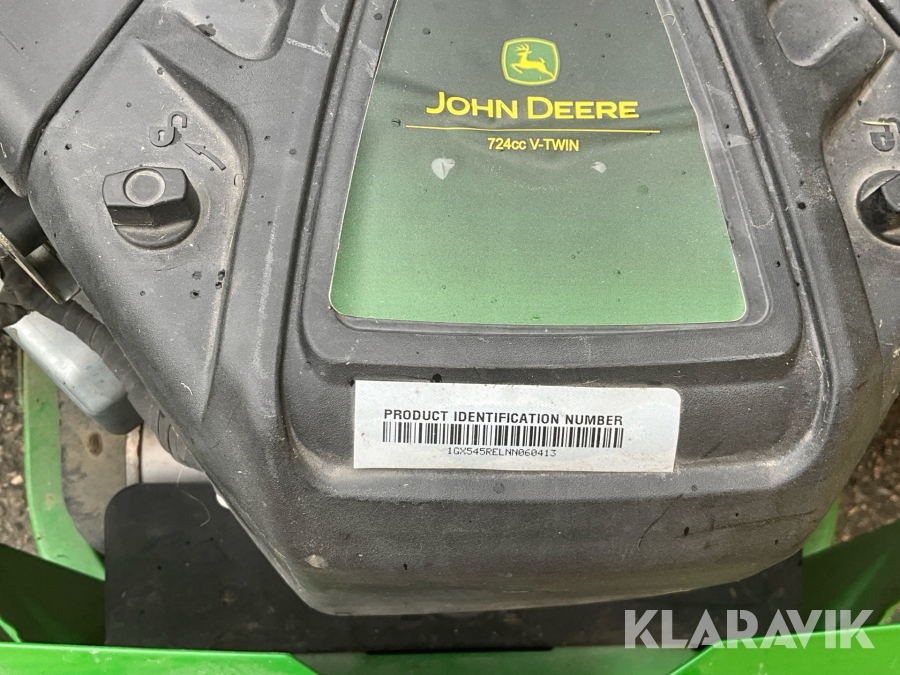 JOHN DEERE
724cc V-TWIN
PRODUCT IDENTIFICATION NUMBER
1GX545RELNN060413
KLARAVIK